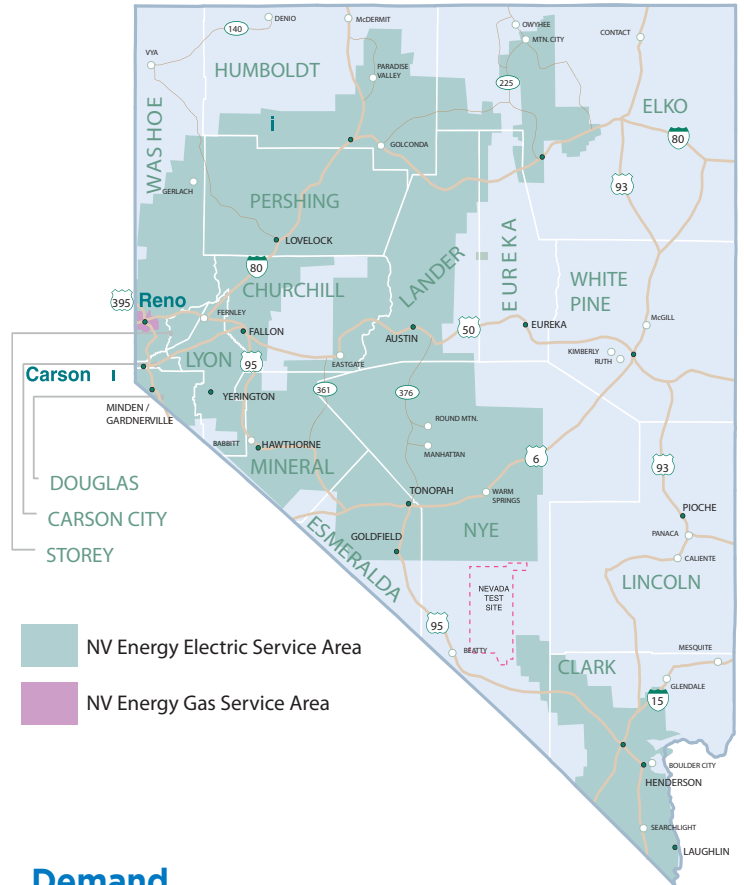 DENIO
McDERMIT
OWYHEE
CONTACT
140
MTN. CITY
VYA
HUMBOLDT
PARADISE
VALLEY
225
ELKO
WASHOE
i
80
GOLCONDA
93
GERLACH
PERSHING
LOVELOCK
LANDER
EUREKA
80
WHITE
PINE
395
Reno
CHURCHILL
FERNLEY
McGILL
FALLON
50
EUREKA
AUSTIN
KIMBERLY
RUTH
LYON
95
EASTGATE
Carson I
361
376
YERINGTON
MINDEN /
GARDNERVILLE
ROUND MTN.
BABBITT
HAWTHORNE
MANHATTAN
6
MINERAL
93
DOUGLAS
TONOPAH
WARM
SPRINGS
PIOCHE
CARSON CITY
ESMERALDA
GOLDFIELD
NYE
PANACA
STOREY
CALIENTE
NEVADA
TEST
SITE
LINCOLN
95
NV Energy Electric Service Area
BEATTY
MESQUITE
CLARK
GLENDALE
NV Energy Gas Service Area
15
BOULDER CITY
HENDERSON
SEARCHLIGHT
LAUGHLIN
Demand